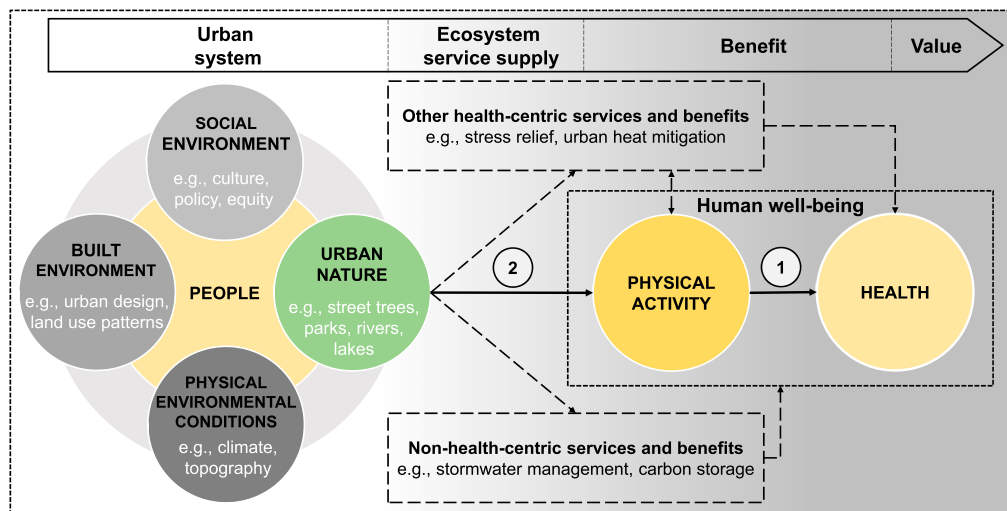 Urban
system
Ecosystem
service supply
Benefit
Value
SOCIAL
ENVIRONMENT
e.g., culture,
policy, equity
BUILT
ENVIRONMENT
e.g., urban design,
land use patterns
PEOPLE
URBAN
NATURE
e.g., street trees,
parks, rivers,
lakes
PHYSICAL
ENVIRONMENTAL
CONDITIONS
e.g., climate,
topography
Other health-centric services and benefits
e.g., stress relief, urban heat mitigation
2
Human well-being
PHYSICAL
ACTIVITY
1
HEALTH
Non-health-centric services and benefits
e.g., stormwater management, carbon storage